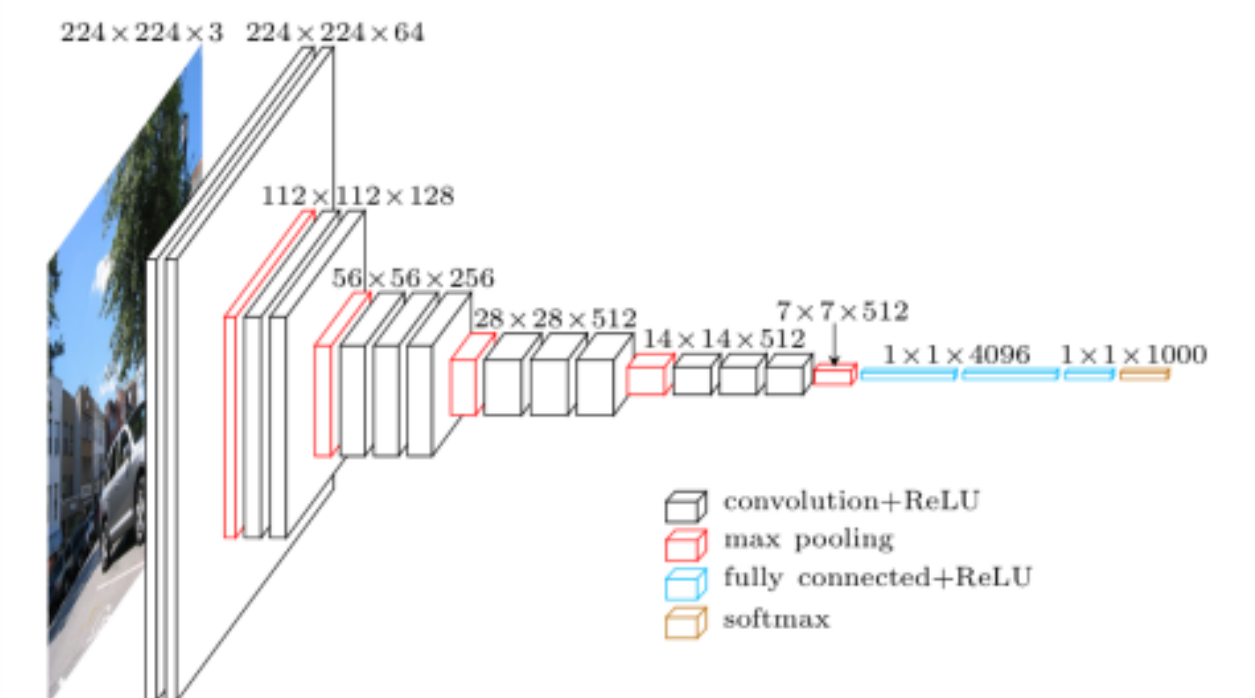 224×224×3 224×224×64
112×112×128
56×56×256
28×28×512
14×14×512
7×7×512
1×1×4096 1×1×1000
convolution+ReLU
max pooling
fully connected+ReLU
softmax